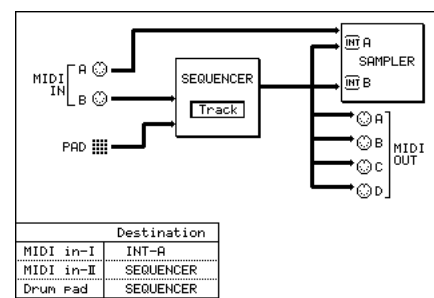 MIDI IN
A
B
PAD
SEQUENCER
Track
INT A
SAMPLER
INT B
A
B
C
D
MIDI OUT
Destination
MIDI in-I INT-A
MIDI in-II SEQUENCER
Drum pad SEQUENCER